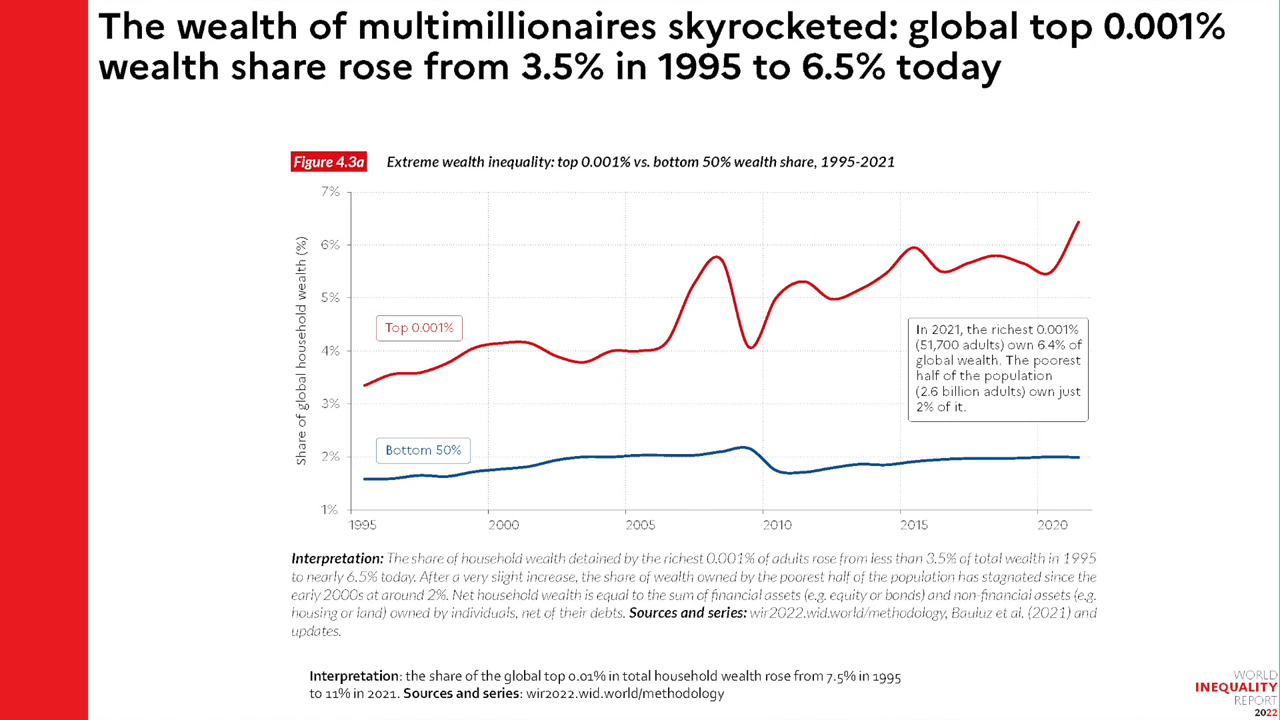 The wealth of multimillionaires skyrocketed: global top 0.001%
wealth share rose from 3.5% in 1995 to 6.5% today
Figure 4.3a Extreme wealth inequality: top 0.001% vs. bottom 50% wealth share, 1995-2021
Share of global household wealth (%)
7%
6%
5%
4%
3%
2%
1%
Top 0.001%
Bottom 50%
In 2021, the richest 0.001%
(51,700 adults) own 6.4% of
global wealth. The poorest
half of the population
(2.6 billion adults) own just
2% of it.
1995 2000 2005 2010 2015 2020
Interpretation: The share of household wealth detained by the richest 0.001% of adults rose from less than 3.5% of total wealth in 1995
to nearly 6.5% today. After a very slight increase, the share of wealth owned by the poorest half of the population has stagnated since the
early 2000s at around 2%. Net household wealth is equal to the sum of financial assets (e.g. equity or bonds) and non-financial assets (e.g.
housing or land) owned by individuals, net of their debts. Sources and series: wir2022.wid.world/methodology, Bauluz et al. (2021) and
updates.
Interpretation: the share of the global top 0.01% in total household wealth rose from 7.5% in 1995
to 11% in 2021. Sources and series: wir2022.wid.world/methodology
WORLD
INEQUALITY
REPORT
2022